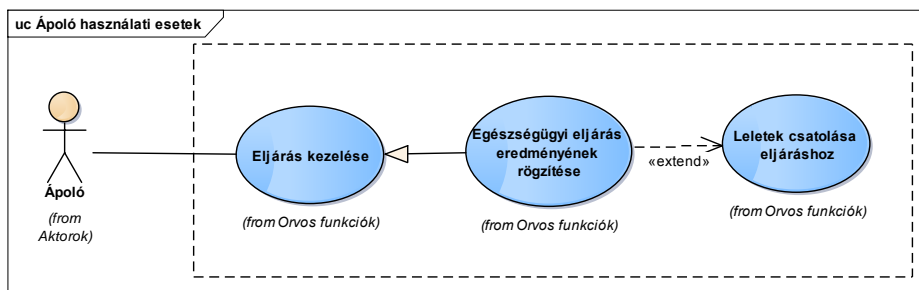 uc Ápoló használati esetek
Ápoló
(from
Aktorok)
Eljárás kezelése
(from Orvos funkciók)
Egészségügyi eljárás
eredményének
rögzítése
(from Orvos funkciók)
«extend»
Leletek csatolása
eljáráshoz
(from Orvos funkciók)